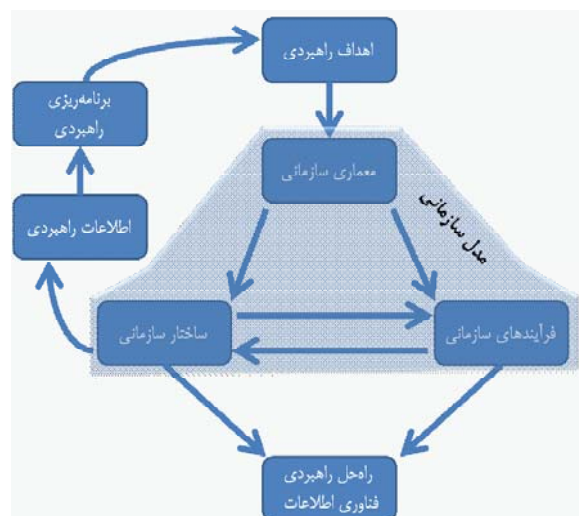 اهداف راهبردی
برنامه‌ریزی
راهبردی
معماری سازمانی
مدل سازمانی
اطلاعات راهبردی
فرآیندهای سازمانی
ساختار سازمانی
راه‌حل راهبردی
فناوری اطلاعات